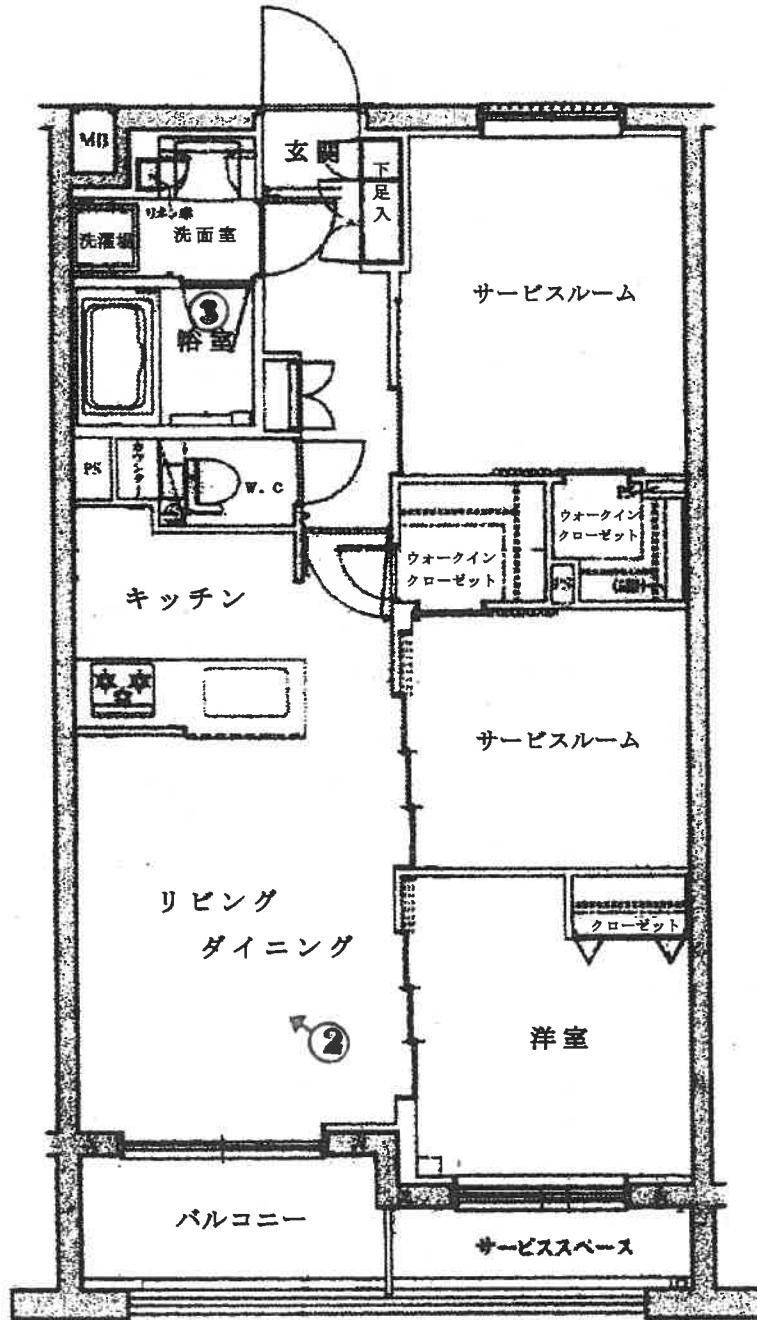 MB
玄関
下
足
入
リネン庫
洗濯機
洗面室
サービスルーム
3
浴室
PS
カウンター
W.C
ウォークイン
クローゼット
ウォークイン
クローゼット
キッチン
サービスルーム
リビング
ダイニング
クローゼット
2
洋室
バルコニー
サービススペース